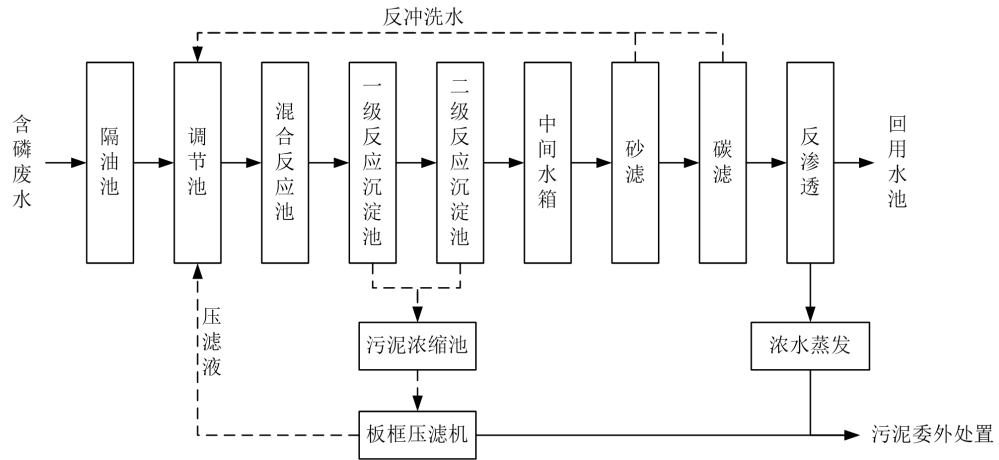 反冲洗水
含磷废水
隔油池
调节池
混合反应池
一级反应沉淀池
二级反应沉淀池
中间水箱
砂滤
碳滤
反渗透
回用水池
压滤液
污泥浓缩池
浓水蒸发
板框压滤机
污泥委外处置